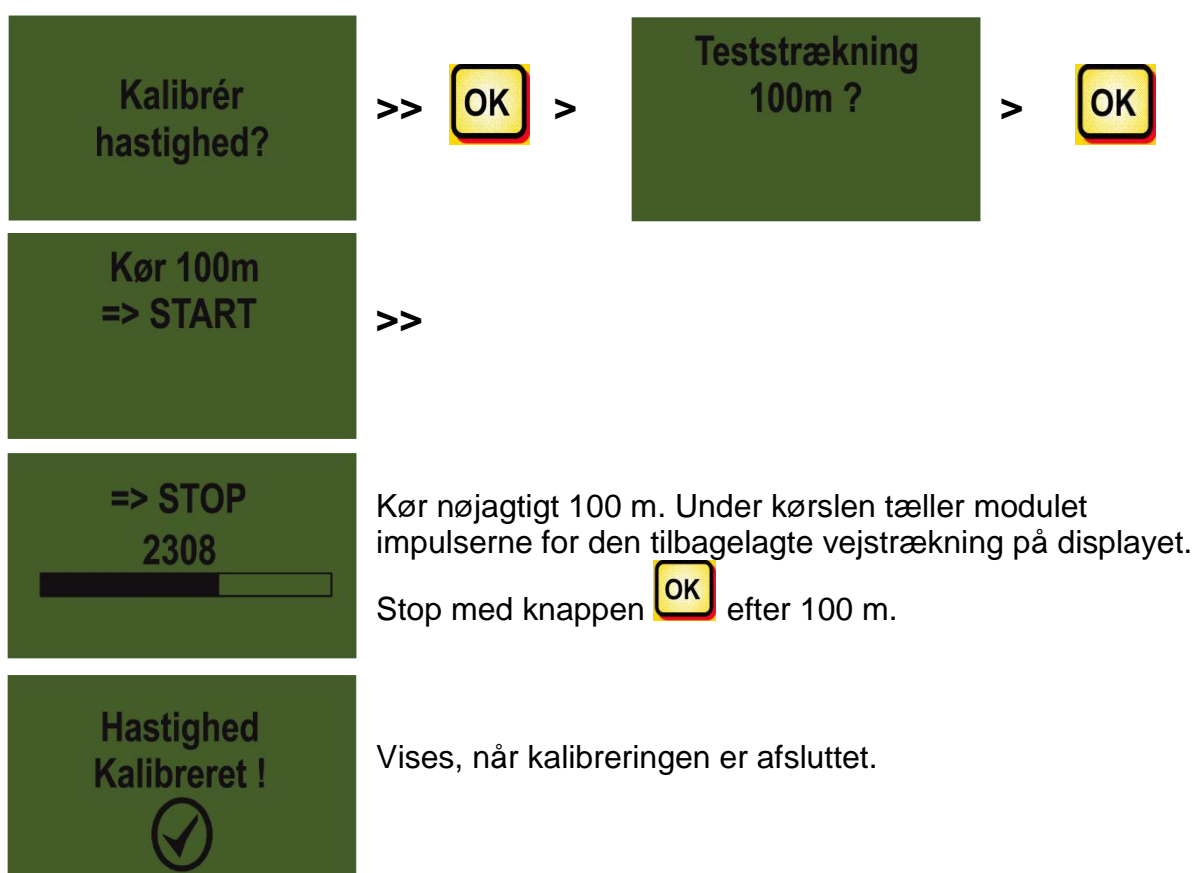 Kalibrér
hastighed?
>> OK >
Teststrækning
100m ?
> OK
Kør 100m
=> START
>>
=> STOP
2308
Kør nøjagtigt 100 m. Under kørslen tæller modulet
impulserne for den tilbagelagte vejstrækning på displayet.
Stop med knappen OK efter 100 m.
Hastighed
Kalibreret !
Vises, når kalibreringen er afsluttet.